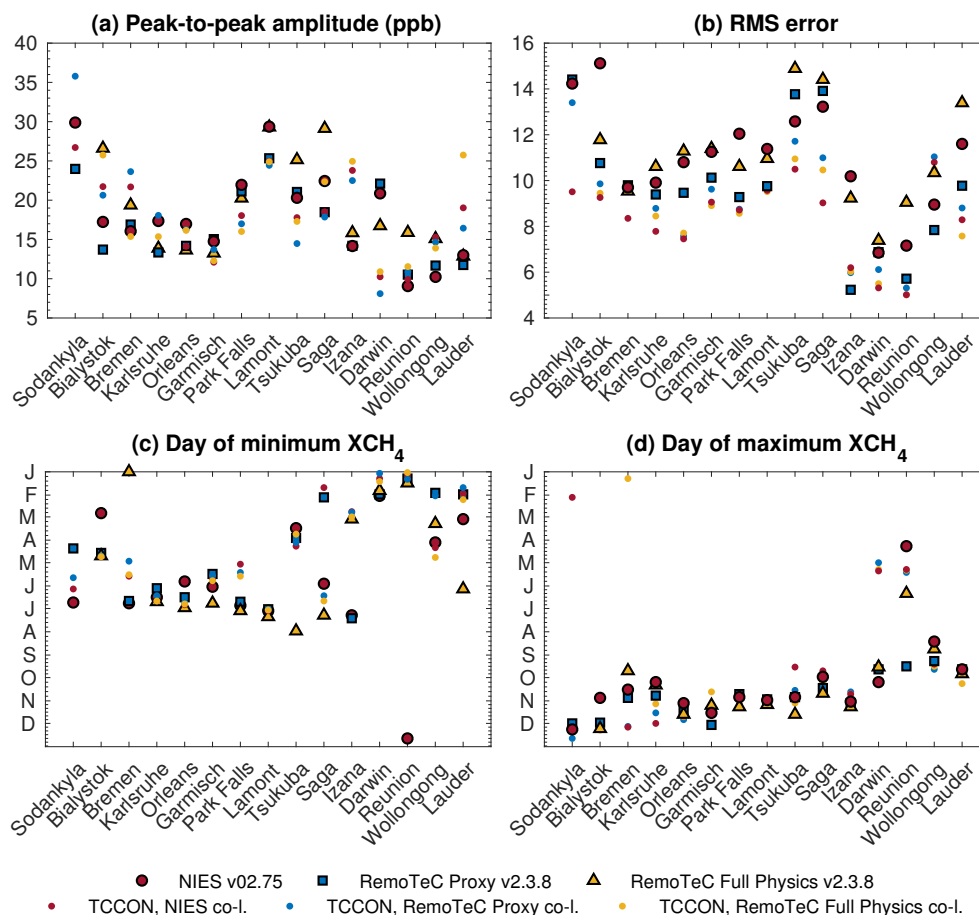 (a) Peak-to-peak amplitude (ppb)
40
35
30
25
20
15
10
5
Sodankyla
Bialystok
Bremen
Karlsruhe
Orleans
Garmisch
Park Falls
Lamont
Tsukuba
Saga
Izana
Darwin
Reunion
Wollongong
Lauder
(b) RMS error
16
14
12
10
8
6
4
Sodankyla
Bialystok
Bremen
Karlsruhe
Orleans
Garmisch
Park Falls
Lamont
Tsukuba
Saga
Izana
Darwin
Reunion
Wollongong
Lauder
(c) Day of minimum XCH4
J
F
M
A
M
J
J
A
S
O
N
D
Sodankyla
Bialystok
Bremen
Karlsruhe
Orleans
Garmisch
Park Falls
Lamont
Tsukuba
Saga
Izana
Darwin
Reunion
Wollongong
Lauder
(d) Day of maximum XCH4
J
F
M
A
M
J
J
A
S
O
N
D
Sodankyla
Bialystok
Bremen
Karlsruhe
Orleans
Garmisch
Park Falls
Lamont
Tsukuba
Saga
Izana
Darwin
Reunion
Wollongong
Lauder
NIES v02.75
RemoTeC Proxy v2.3.8
RemoTeC Full Physics v2.3.8
TCCON, NIES co-l.
TCCON, RemoTeC Proxy co-l.
TCCON, RemoTeC Full Physics co-l.